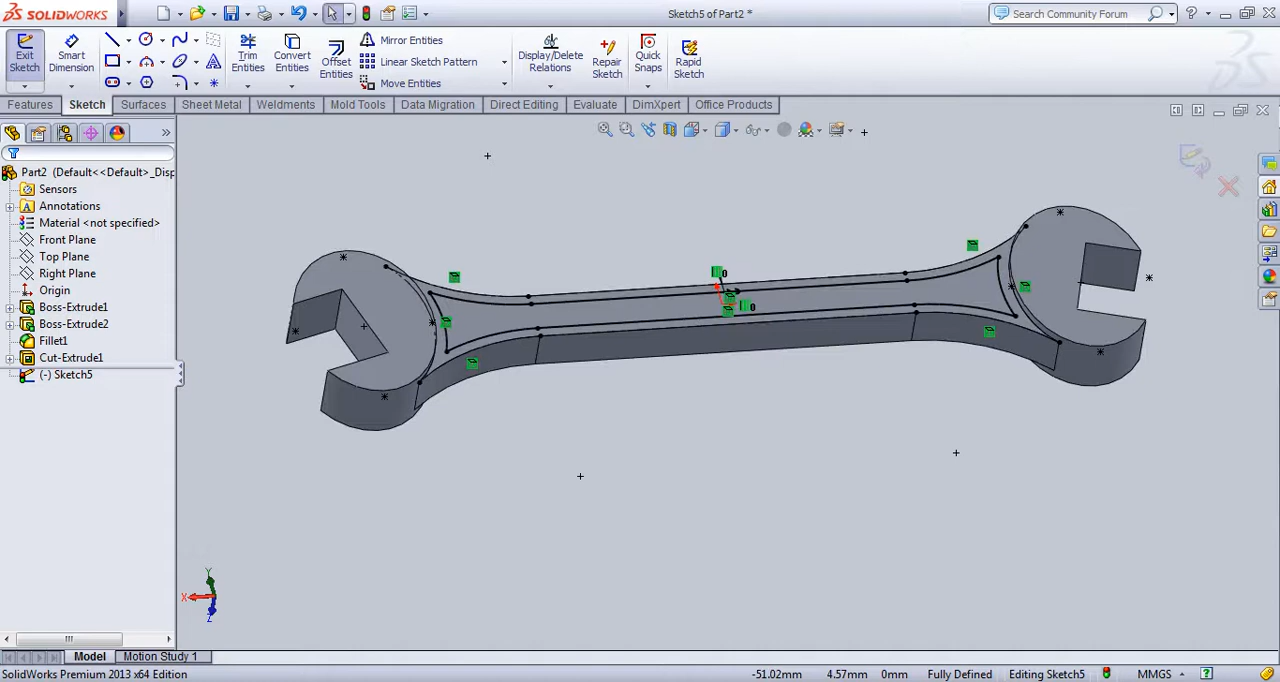 SOLIDWORKS
Sketch5 of Part2 *
Search Community Forum
?
Exit Sketch
Smart Dimension
Trim Entities
Convert Entities
Offset Entities
Mirror Entities
Linear Sketch Pattern
Move Entities
Display/Delete Relations
Repair Sketch
Quick Snaps
Rapid Sketch
Features Sketch Surfaces Sheet Metal Weldments Mold Tools Data Migration Direct Editing Evaluate DimXpert Office Products
Part2 (Default<<Default>_Disp
Sensors
Annotations
Material <not specified>
Front Plane
Top Plane
Right Plane
Origin
Boss-Extrude1
Boss-Extrude2
Fillet1
Cut-Extrude1
(-) Sketch5
0
0
Y
X
Z
Model Motion Study 1
SolidWorks Premium 2013 x64 Edition
-51.02mm 4.57mm 0mm Fully Defined Editing Sketch5 MMGS ?